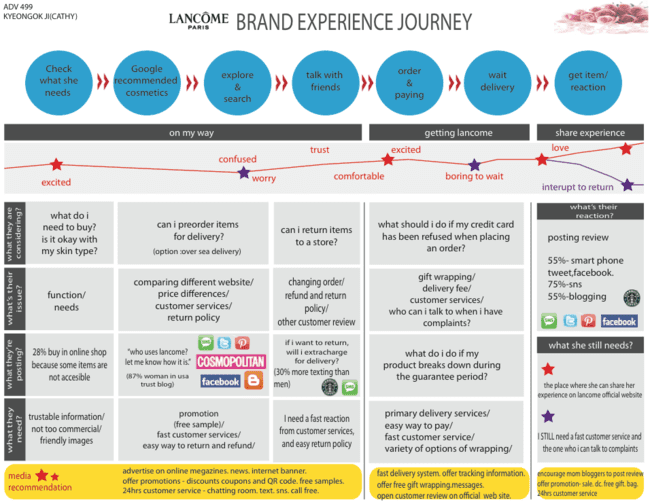 ADV 499
KYEONGOK JI(CATHY)
LANCÔME
PARIS
BRAND EXPERIENCE JOURNEY
Check
what she
needs
Google
recommended
cosmetics
explore
&
search
talk with
friends
order
&
paying
wait
delivery
get item/
reaction
on my way
getting lancome
share experience
excited
confused
worry
trust
comfortable
excited
boring to wait
love
interupt to return
what they are
considering?
what do i
need to buy?
is it okay with
my skin type?
can i preorder items
for delivery?
(option :over sea delivery)
can i return items
to a store?
what should i do if my credit card
has been refused when placing
an order?
what's their
issue?
function/
needs
comparing different website/
price differences/
customer services/
return policy
changing order/
refund and return
policy/
other customer review
gift wrapping/
delivery fee/
customer services/
who can i talk to when i have
complaints?
what they're
posting?
28% buy in online shop
because some items are
not accesible
"who uses lancome?
let me know how it is."
(87% woman in usa
trust blog)
COSMOPOLITAN
facebook
if i want to return,
will i extracharge
for delivery?
(30% more texting than
men)
what do i do if my
product breaks down during
the guarantee period?
what they
need?
trustable information/
not too commercial/
friendly images
promotion
(free sample)/
fast customer services/
easy way to return and refund/
I need a fast reaction
from customer services,
and easy return policy
primary delivery services/
easy way to pay/
fast customer service/
variety of options of wrapping/
what's their
reaction?
posting review
55%- smart phone
tweet,facebook.
75%-sns
55%-blogging
facebook
what she still needs?
the place where she can share her
experience on lancome official website
I STILL need a fast customer service and
the one who i can talk to complaints
media
recommendation
advertise on online megazines. news. internet banner.
offer promotions - discounts coupons and QR code. free samples.
24hrs customer service - chatting room, text. sns. call free.
fast delivery system. offer tracking information.
offer free gift wrapping.messages.
open customer review on official web site.
encourage mom bloggers to post review
offer promotion- sale. dc. free gift. bag.
24hrs customer service